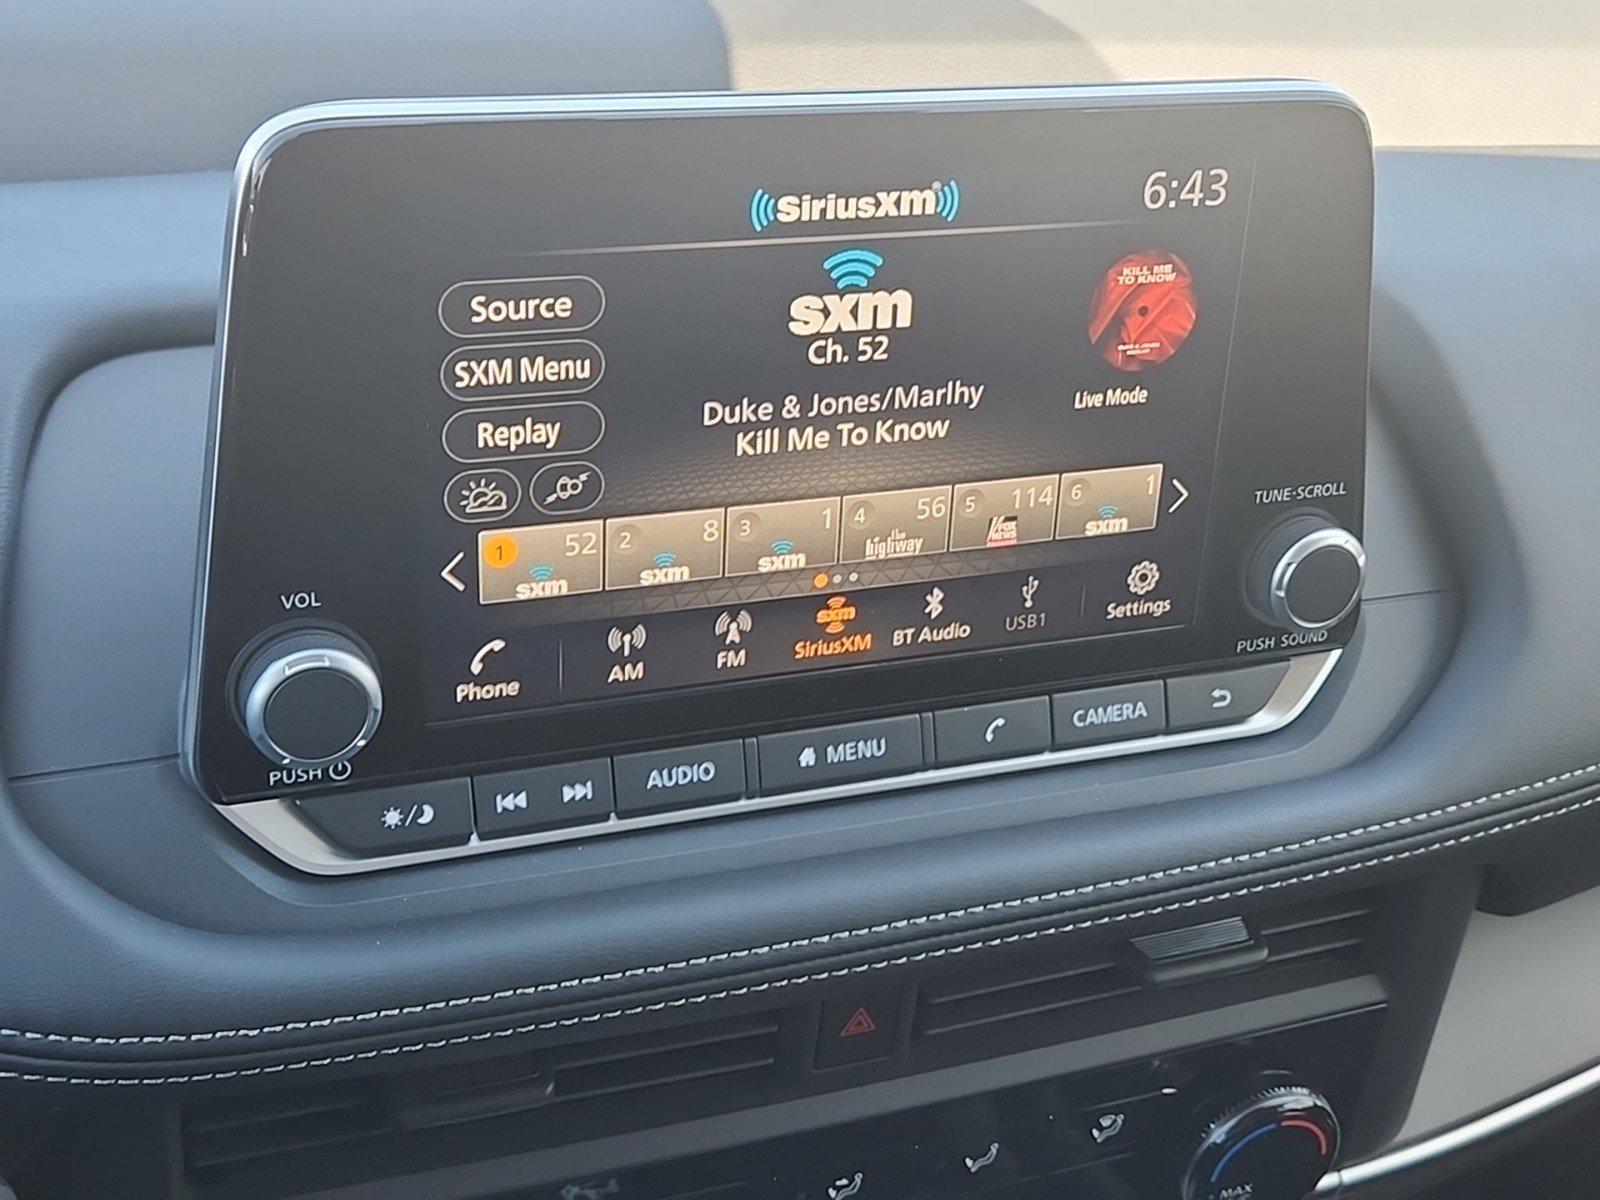 SiriusXM
6:43
Source
SXM Menu
Replay
sxm
Ch. 52
Duke & Jones/Marlhy
Kill Me To Know
KILL ME
TO KNOW
Live Mode
1 52 sxm
2 8 sxm
3 1 sxm
4 56 the highway
5 114 FOX NEWS
6 1 sxm
Phone
AM
FM
sxm
SiriusXM
BT Audio
USB1
Settings
VOL
PUSH
TUNE·SCROLL
PUSH SOUND
AUDIO
MENU
CAMERA
MAX